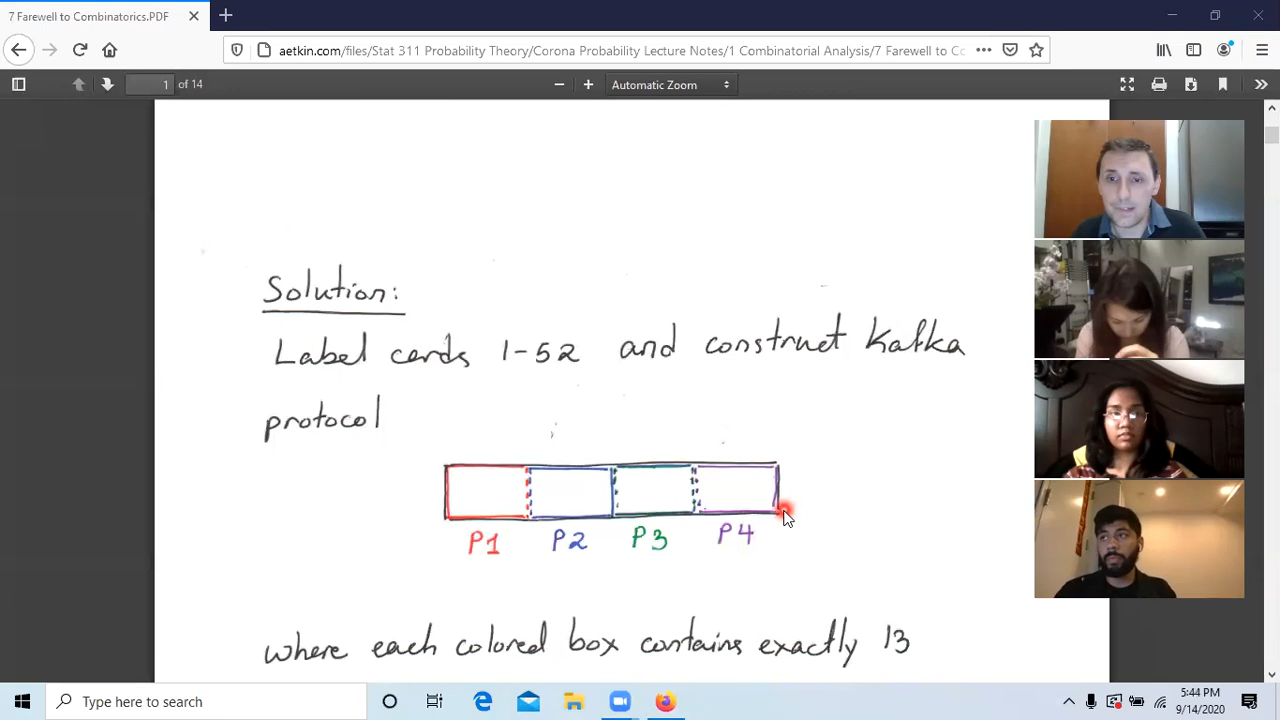 7 Farewell to Combinatorics.PDF
aetkin.com/files/Stat 311 Probability Theory/Corona Probability Lecture Notes/1 Combinatorial Analysis/7 Farewell to Co
1 of 14
Automatic Zoom
Solution:
Label cards 1-52 and construct Kafka
protocol
P1 P2 P3 P4
where each colored box contains exactly 13
Type here to search
5:44 PM
9/14/2020